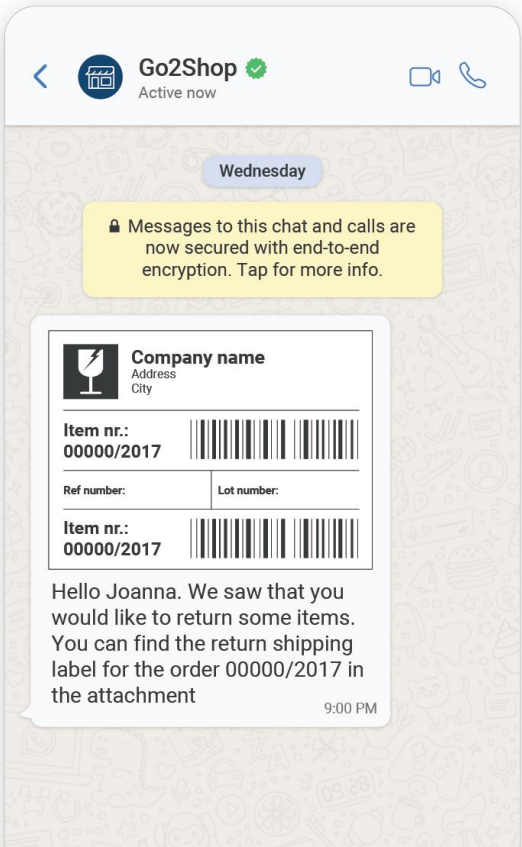 Go2Shop
Active now
Wednesday
Messages to this chat and calls are
now secured with end-to-end
encryption. Tap for more info.
Company name
Address
City
Item nr.:
00000/2017
Ref number:
Lot number:
Item nr.:
00000/2017
Hello Joanna. We saw that you
would like to return some items.
You can find the return shipping
label for the order 00000/2017 in
the attachment
9:00 PM